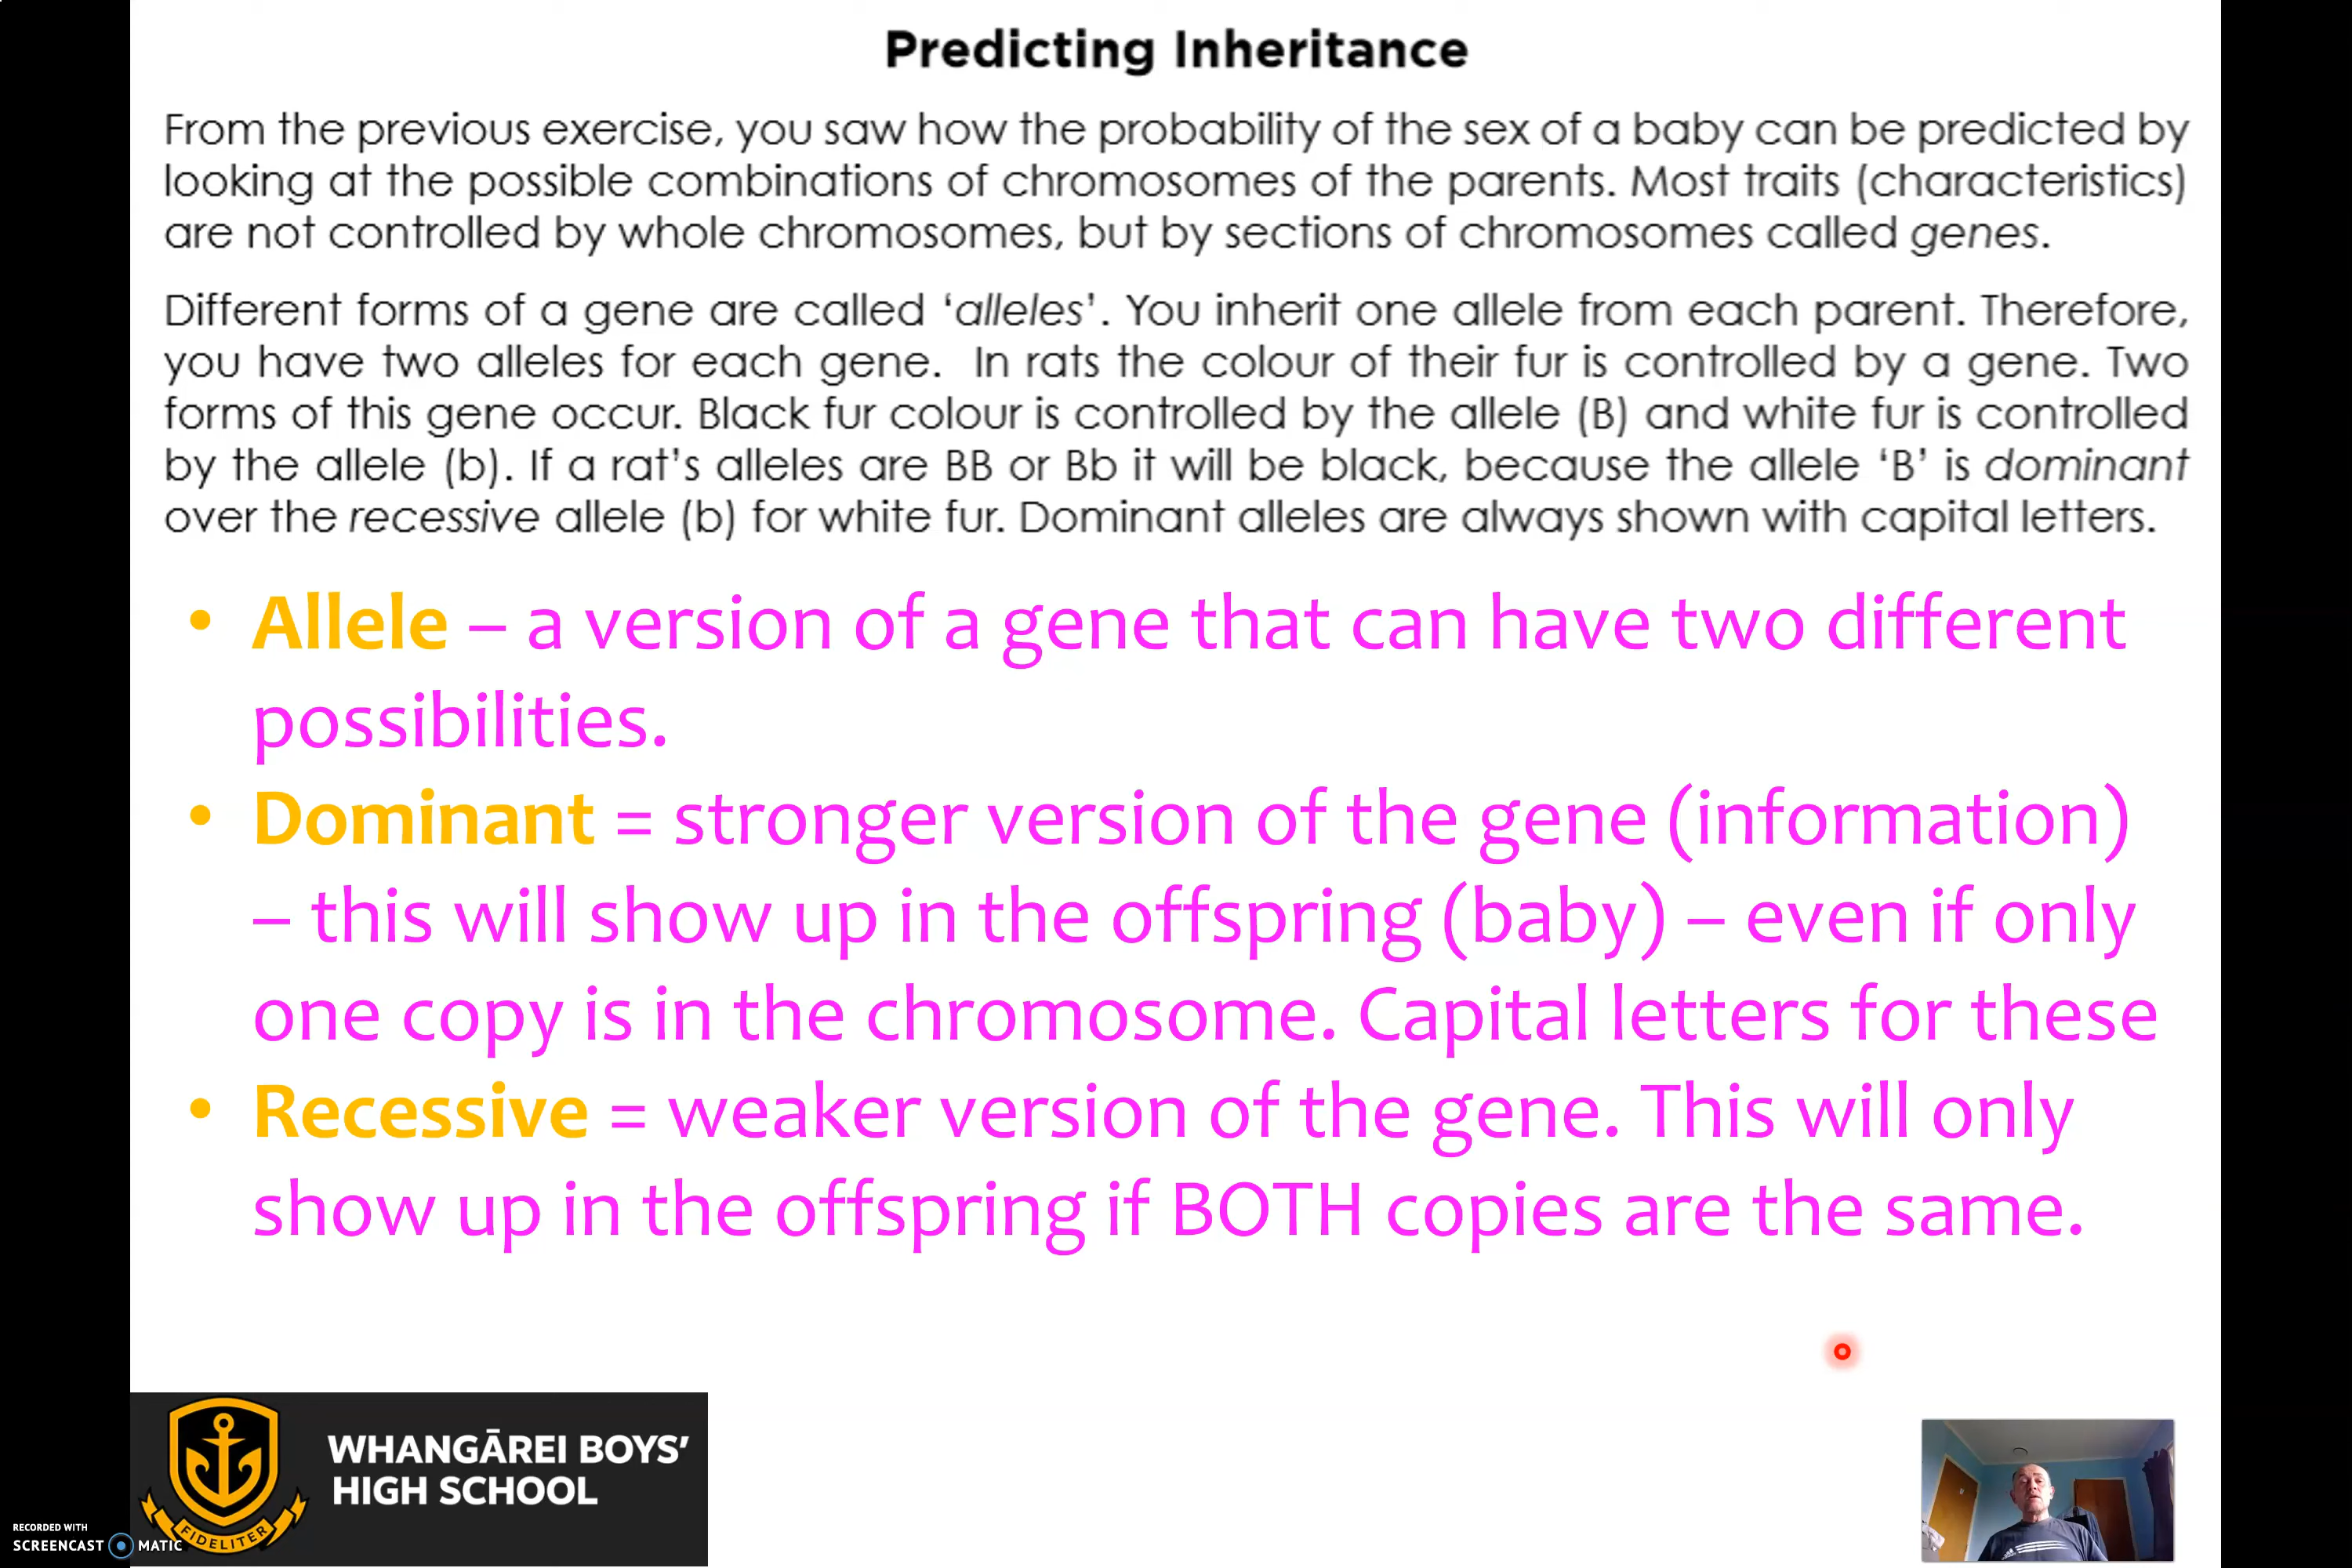 Predicting Inheritance
From the previous exercise, you saw how the probability of the sex of a baby can be predicted by
looking at the possible combinations of chromosomes of the parents. Most traits (characteristics)
are not controlled by whole chromosomes, but by sections of chromosomes called genes.
Different forms of a gene are called ‘alleles’. You inherit one allele from each parent. Therefore,
you have two alleles for each gene. In rats the colour of their fur is controlled by a gene. Two
forms of this gene occur. Black fur colour is controlled by the allele (B) and white fur is controlled
by the allele (b). If a rat’s alleles are BB or Bb it will be black, because the allele ‘B’ is dominant
over the recessive allele (b) for white fur. Dominant alleles are always shown with capital letters.
• Allele – a version of a gene that can have two different
possibilities.
• Dominant = stronger version of the gene (information)
– this will show up in the offspring (baby) – even if only
one copy is in the chromosome. Capital letters for these
• Recessive = weaker version of the gene. This will only
show up in the offspring if BOTH copies are the same.
WHANGĀREI BOYS’
HIGH SCHOOL
FIDELITER
RECORDED WITH
SCREENCAST MATIC